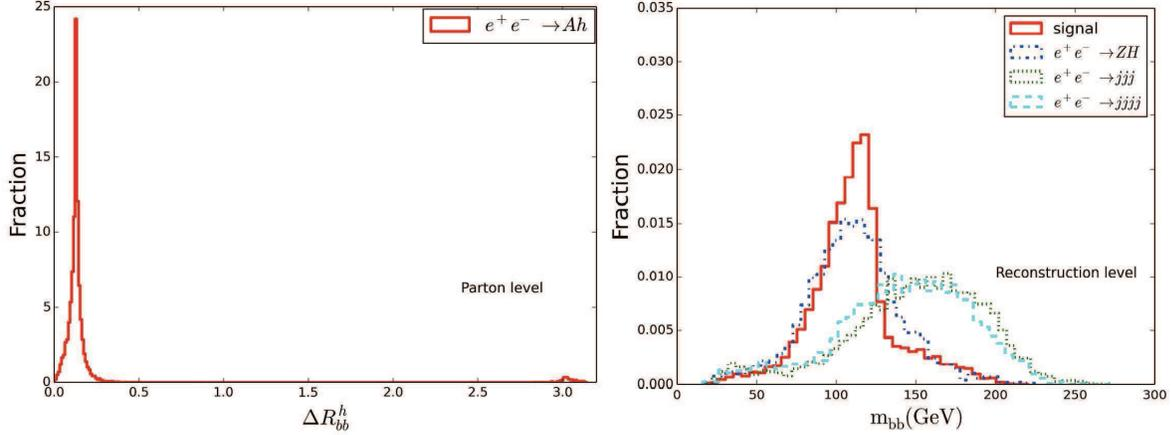 25
20
15
10
5
0
Fraction
0.0 0.5 1.0 1.5 2.0 2.5 3.0
ΔR^h_bb
e⁺e⁻ →Ah
Parton level
0.035
0.030
0.025
0.020
0.015
0.010
0.005
0.000
Fraction
0 50 100 150 200 250 300
m_bb(GeV)
signal
e⁺e⁻ →ZH
e⁺e⁻ →jjj
e⁺e⁻ →jjjj
Reconstruction level